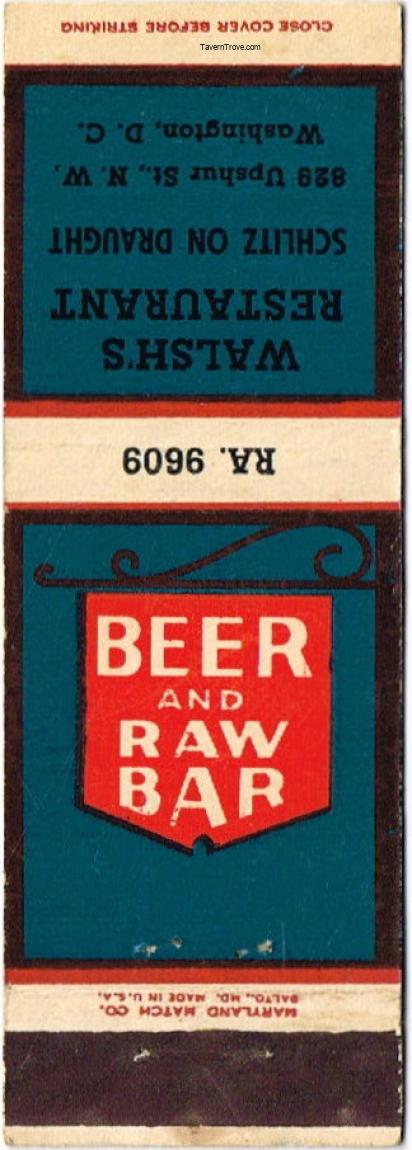 CLOSE COVER BEFORE STRIKING
TavernTrove.com
WALSH'S
RESTAURANT
SCHLITZ ON DRAUGHT
829 Upshur St., N. W.
Washington, D. C.
RA. 9609
BEER
AND
RAW
BAR
MARYLAND MATCH CO.
BALTO., MD. MADE IN U.S.A.